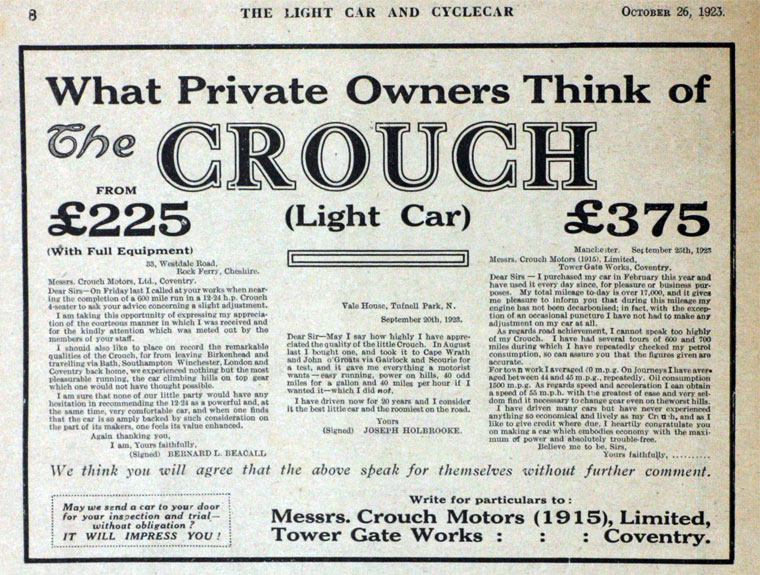 8
THE LIGHT CAR AND CYCLECAR
OCTOBER 26, 1923.
What Private Owners Think of
The CROUCH
FROM
£225
(Light Car)
£375
(With Full Equipment)
33, Westdale Road,
Rock Ferry, Cheshire.
Messrs. Crouch Motors, Ltd., Coventry.
Dear Sirs—On Friday last I called at your works when near-
ing the completion of a 600 mile run in a 12-24 h.p. Crouch
4-seater to ask your advice concerning a slight adjustment.
I am taking this opportunity of expressing my apprecia-
tion of the courteous manner in which I was received and
for the kindly attention which was meted out by the
members of your staff.
I should also like to place on record the remarkable
qualities of the Crouch, for from leaving Birkenhead and
travelling via Bath, Southampton Winchester, London and
Coventry back home, we experienced nothing but the most
pleasurable running, the car climbing hills on top gear
which one would not have thought possible.
I am sure that none of our little party would have any
hesitation in recommending the 12-24 as a powerful and, at
the same time, very comfortable car, and when one finds
that the car is so amply backed by such consideration on
the part of its makers, one feels its value enhanced.
Again thanking you,
I am, Yours faithfully,
(Signed) BERNARD L. BEACALL
Vale House, Tufnell Park, N.
September 20th, 1923.
Dear Sir—May I say how highly I have appre-
ciated the quality of the little Crouch. In August
last I bought one, and took it to Cape Wrath
and John o'Groats via Gairlock and Scourie for
a test, and it gave me everything a motorist
wants—easy running, power on hills, 40 odd
miles for a gallon and 40 miles per hour if I
wanted it—which I did not.
I have driven now for 20 years and I consider
it the best little car and the roomiest on the road.
Yours
(Signed) JOSEPH HOLBROOKE.
Manchester. September 25th, 1923
Messrs. Crouch Motors (1915), Limited,
Tower Gate Works, Coventry.
Dear Sirs — I purchased my car in February this year and
have used it every day since, for pleasure or business pur-
poses. My total mileage to-day is over 17,000, and it gives
me pleasure to inform you that during this mileage my
engine has not been decarbonised; in fact, with the excep-
tion of an occasional puncture I have not had to make any
adjustment on my car at all.
As regards road achievement, I cannot speak too highly
of my Crouch. I have had several tours of 600 and 700
miles during which I have repeatedly checked my petrol
consumption, so can assure you that the figures given are
accurate.
For town work I averaged 40 m.p.g. On journeys I have aver-
aged between 44 and 45 m.p.g., repeatedly. Oil consumption
1500 m.p.g. As regards speed and acceleration I can obtain
a speed of 55 m.p.h. with the greatest of ease and very sel-
dom find it necessary to change gear even on the worst hills.
I have driven many cars but have never experienced
anything so economical and lively as my Crouch, and as I
like to give credit where due, I heartily congratulate you
on making a car which embodies economy with the maxi-
mum of power and absolutely trouble-free.
Believe me to be, Sirs,
Yours faithfully, ..........
We think you will agree that the above speak for themselves without further comment.
May we send a car to your door
for your inspection and trial—
without obligation?
IT WILL IMPRESS YOU!
Write for particulars to:
Messrs. Crouch Motors (1915), Limited,
Tower Gate Works : : : Coventry.